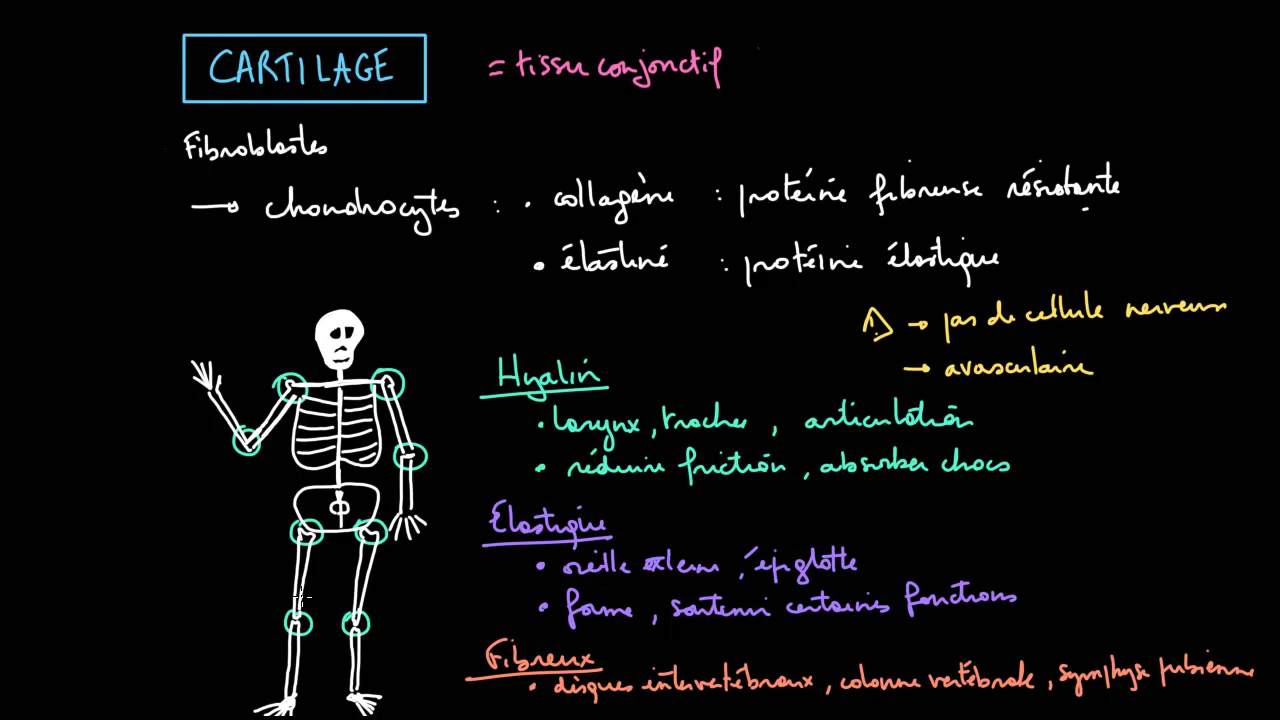 CARTILAGE = tissu conjonctif
Fibroblastes
→ chondrocytes : • collagène : protéine fibreuse résistante
• élastine : protéine élastique
⚠ → pas de cellule nerveuse
→ avasculaire
Hyalin
• larynx, trachée, articulation
• réduire friction, absorber chocs
Elastique
• oreille externe, épiglotte
• forme, soutenir certaines fonctions
Fibreux
• disques intervertébraux, colonne vertébrale, symphyse pubienne